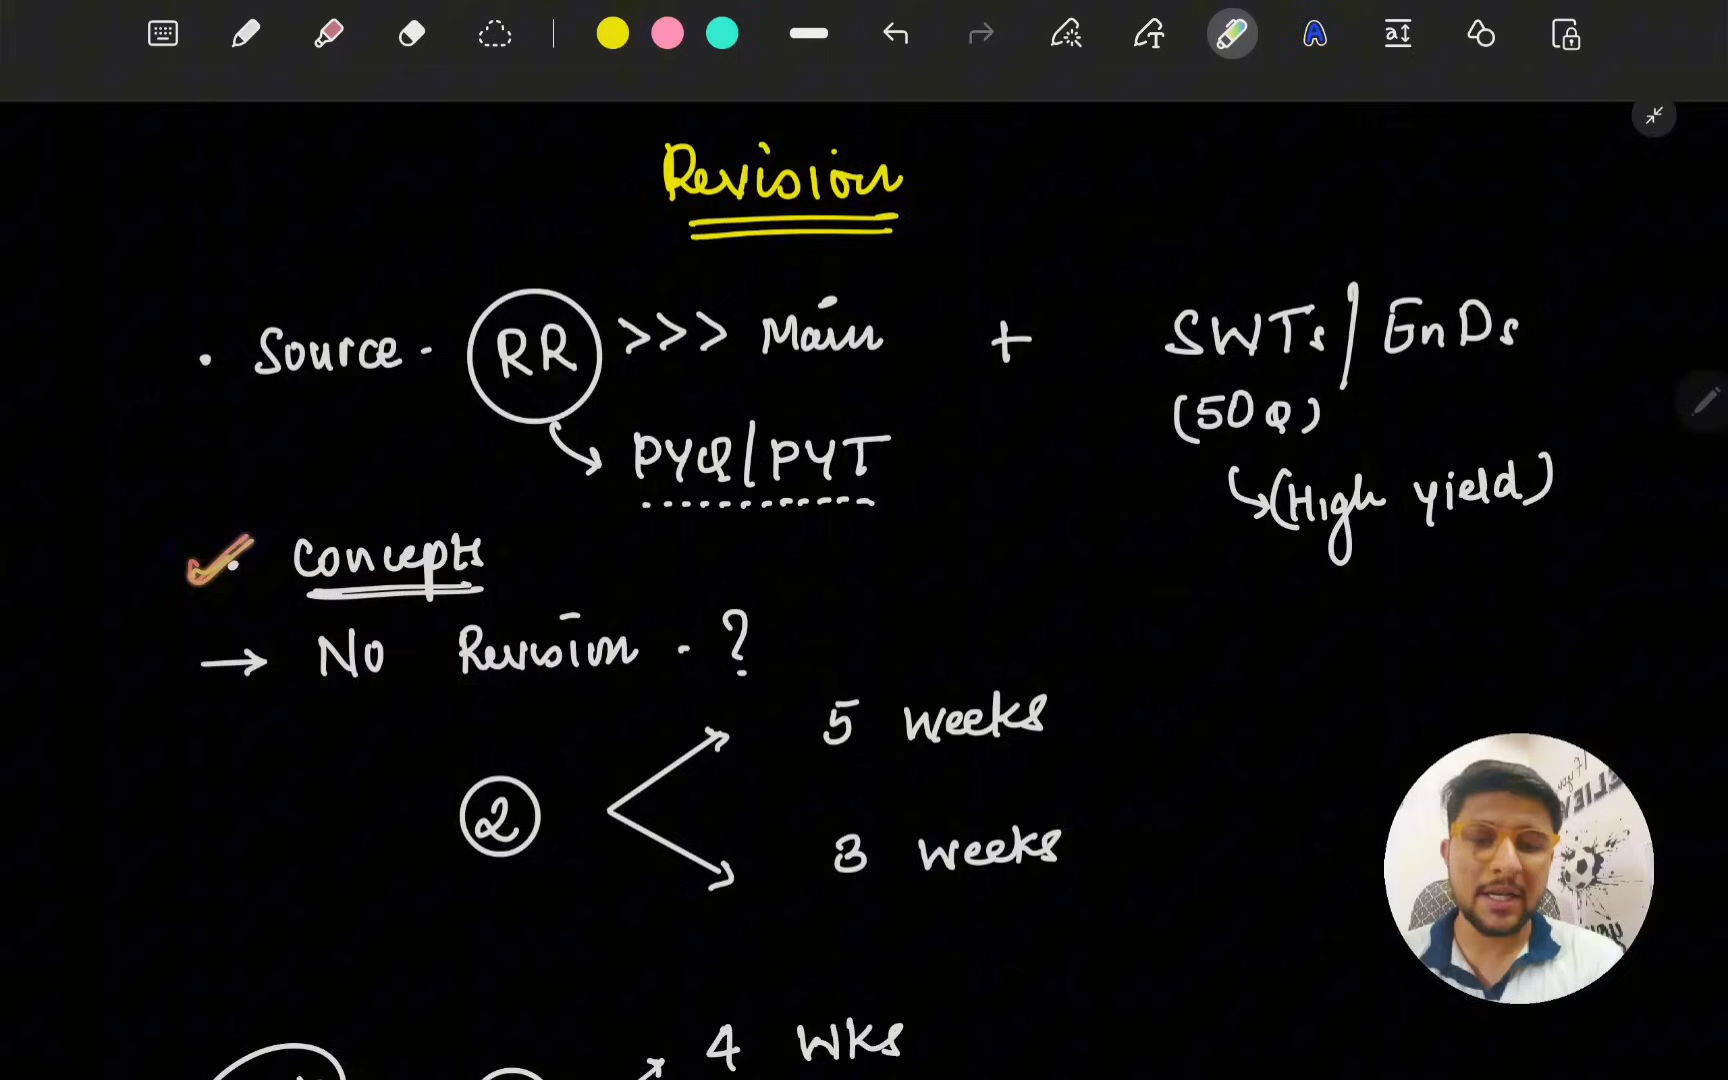 Revision
• Source - RR >>> Main + SWTs / GnDs
PYQ / PYT
(50 Q)
(High yield)
• Concepts
→ No Revision - ?
5 weeks
2
3 weeks
4 Wks